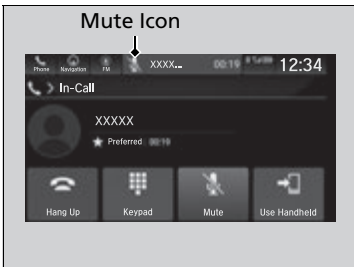 Mute Icon
Phone Navigation FM XXXX... 00:19 12:34
In-Call
XXXXX
Preferred 00:19
Hang Up Keypad Mute Use Handheld